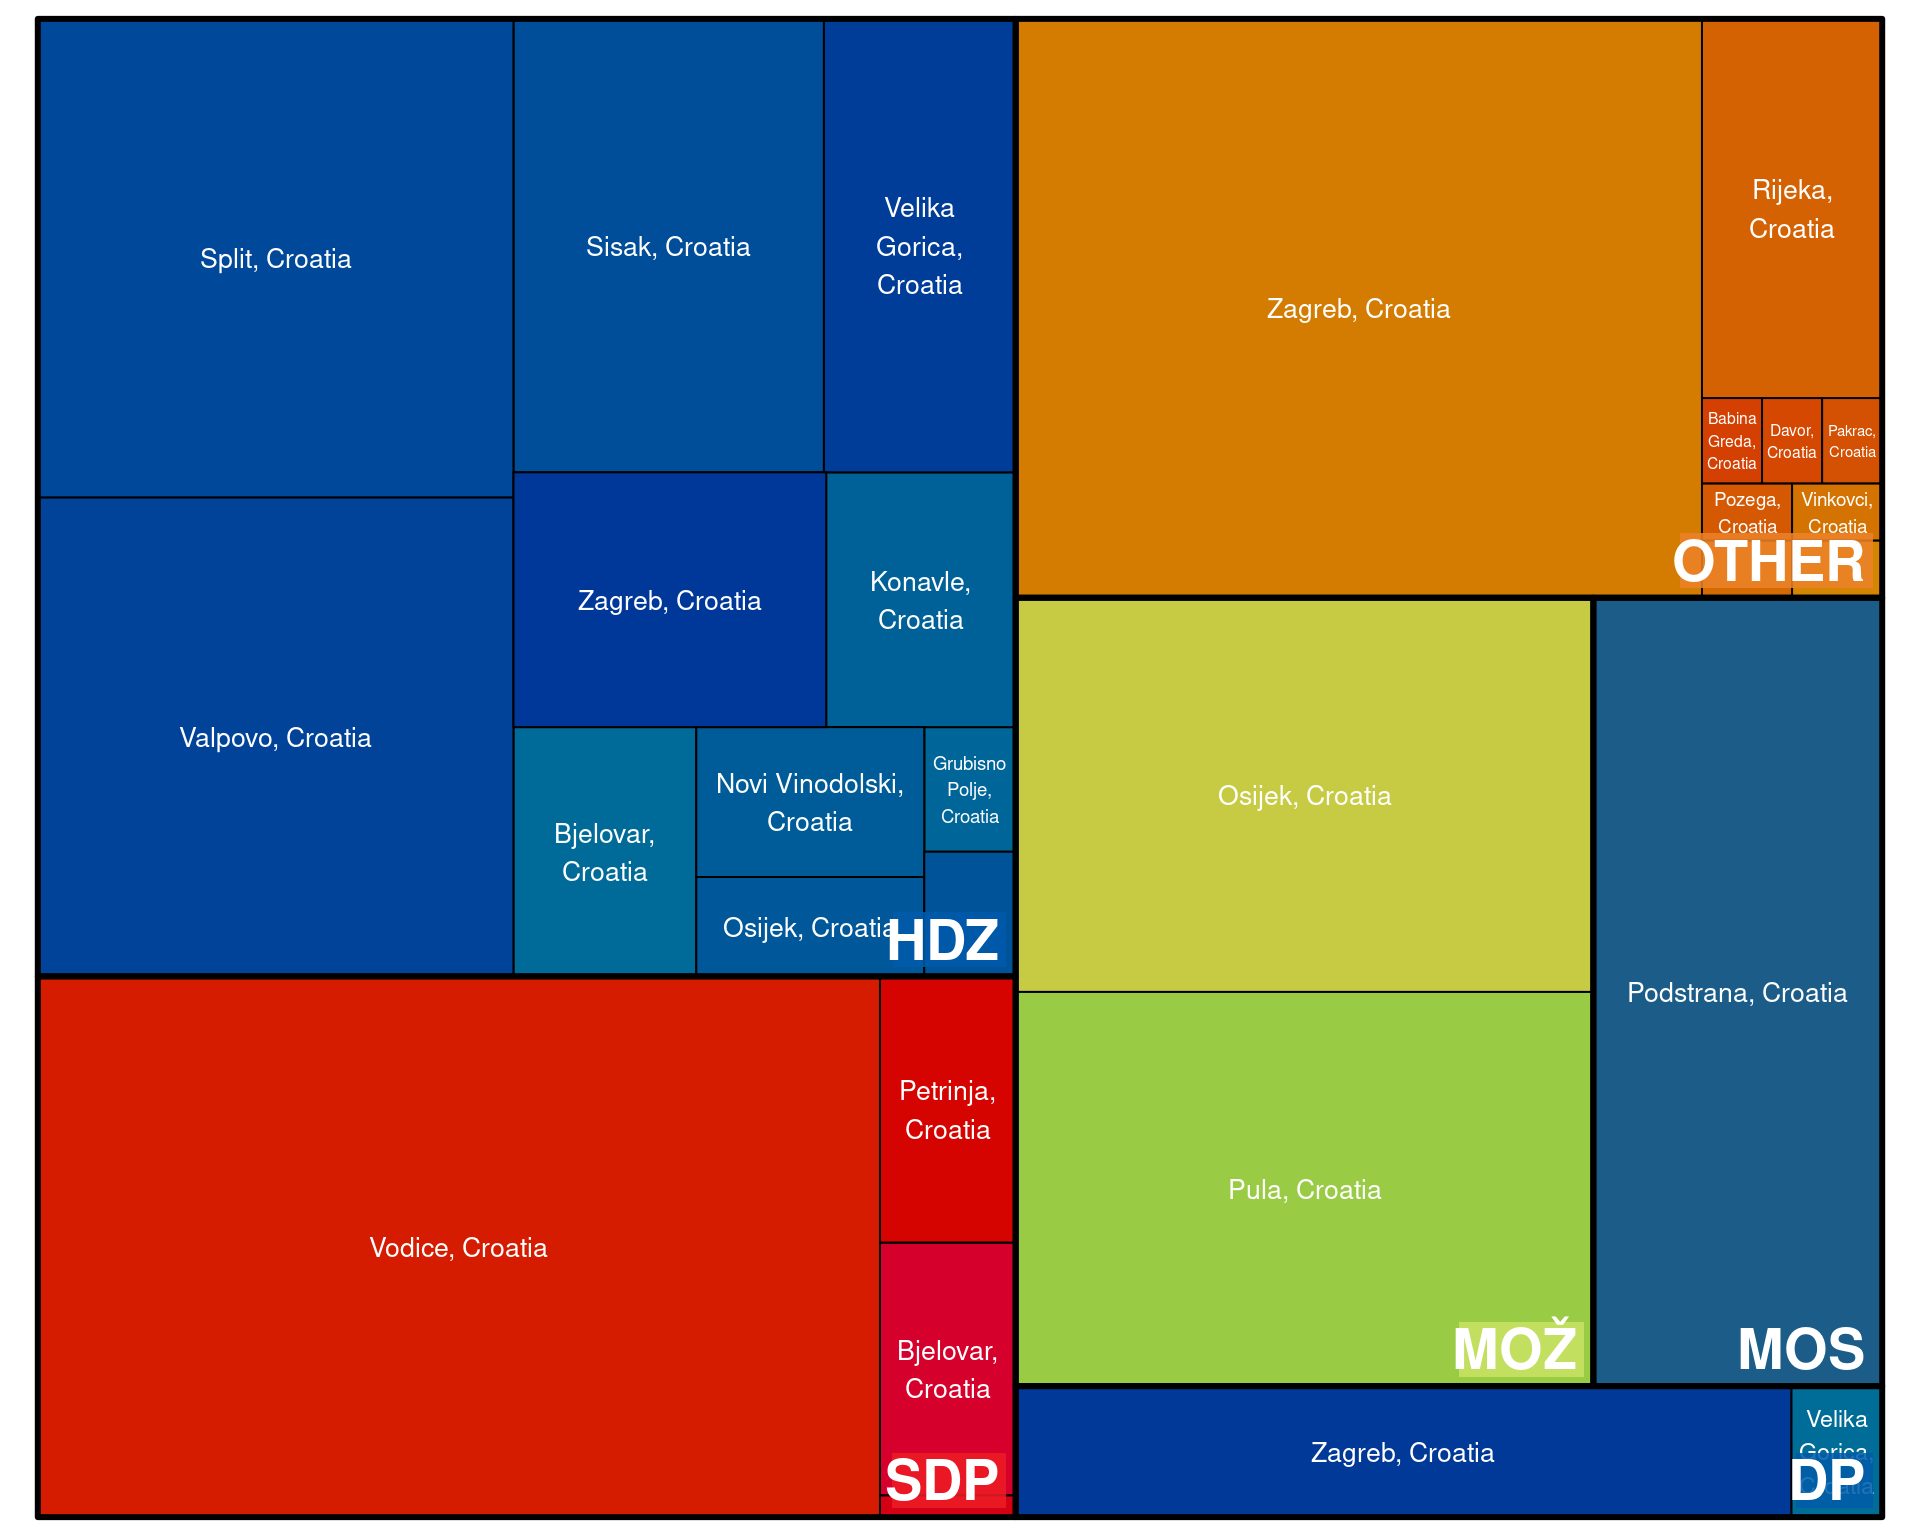 Split, Croatia
Sisak, Croatia
Velika
Gorica,
Croatia
Valpovo, Croatia
Zagreb, Croatia
Konavle,
Croatia
Bjelovar,
Croatia
Novi Vinodolski,
Croatia
Grubisno
Polje,
Croatia
Osijek, Croatia
HDZ
Vodice, Croatia
Petrinja,
Croatia
Bjelovar,
Croatia
SDP
Zagreb, Croatia
Rijeka,
Croatia
Babina
Greda,
Croatia
Davor,
Croatia
Pakrac,
Croatia
Pozega,
Croatia
Vinkovci,
Croatia
OTHER
Osijek, Croatia
Pula, Croatia
MOŽ
Podstrana, Croatia
MOS
Zagreb, Croatia
Velika
Gorica,
Croatia
DP